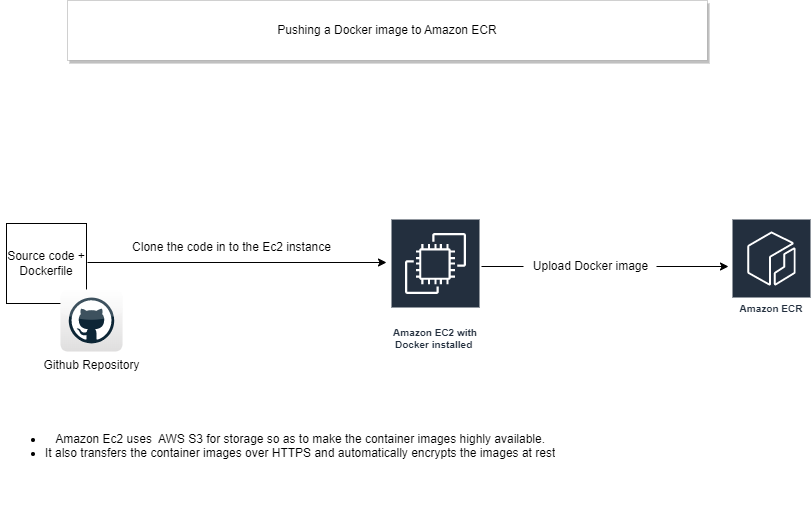 Pushing a Docker image to Amazon ECR
Clone the code in to the Ec2 instance
Source code +
Dockerfile
Upload Docker image
Amazon ECR
Amazon EC2 with
Docker installed
Github Repository
• Amazon Ec2 uses  AWS S3 for storage so as to make the container images highly available.
• It also transfers the container images over HTTPS and automatically encrypts the images at rest